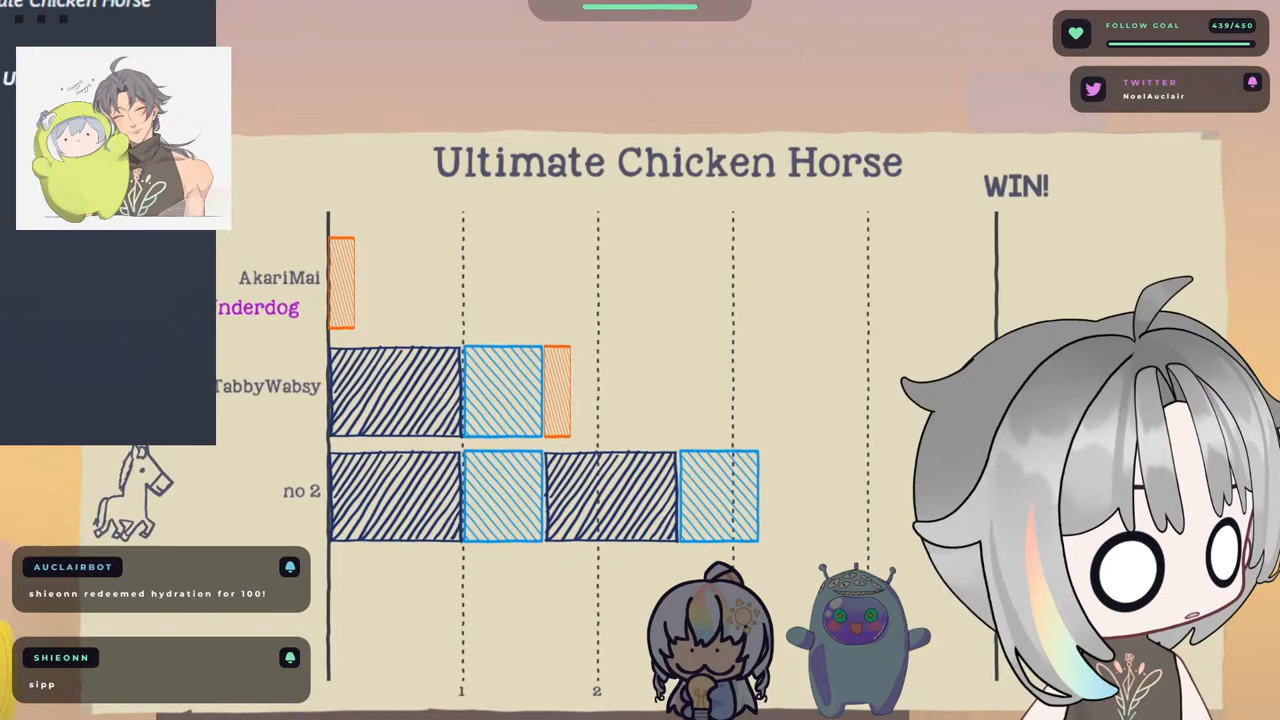 ate Chicken Horse
U
FOLLOW GOAL 439/450
TWITTER
NoelAuclair
Ultimate Chicken Horse
WIN!
AkariMai
nderdog
TabbyWabsy
no 2
1
2
AUCLAIRBOT
shieonn redeemed hydration for 100!
SHIEONN
sipp